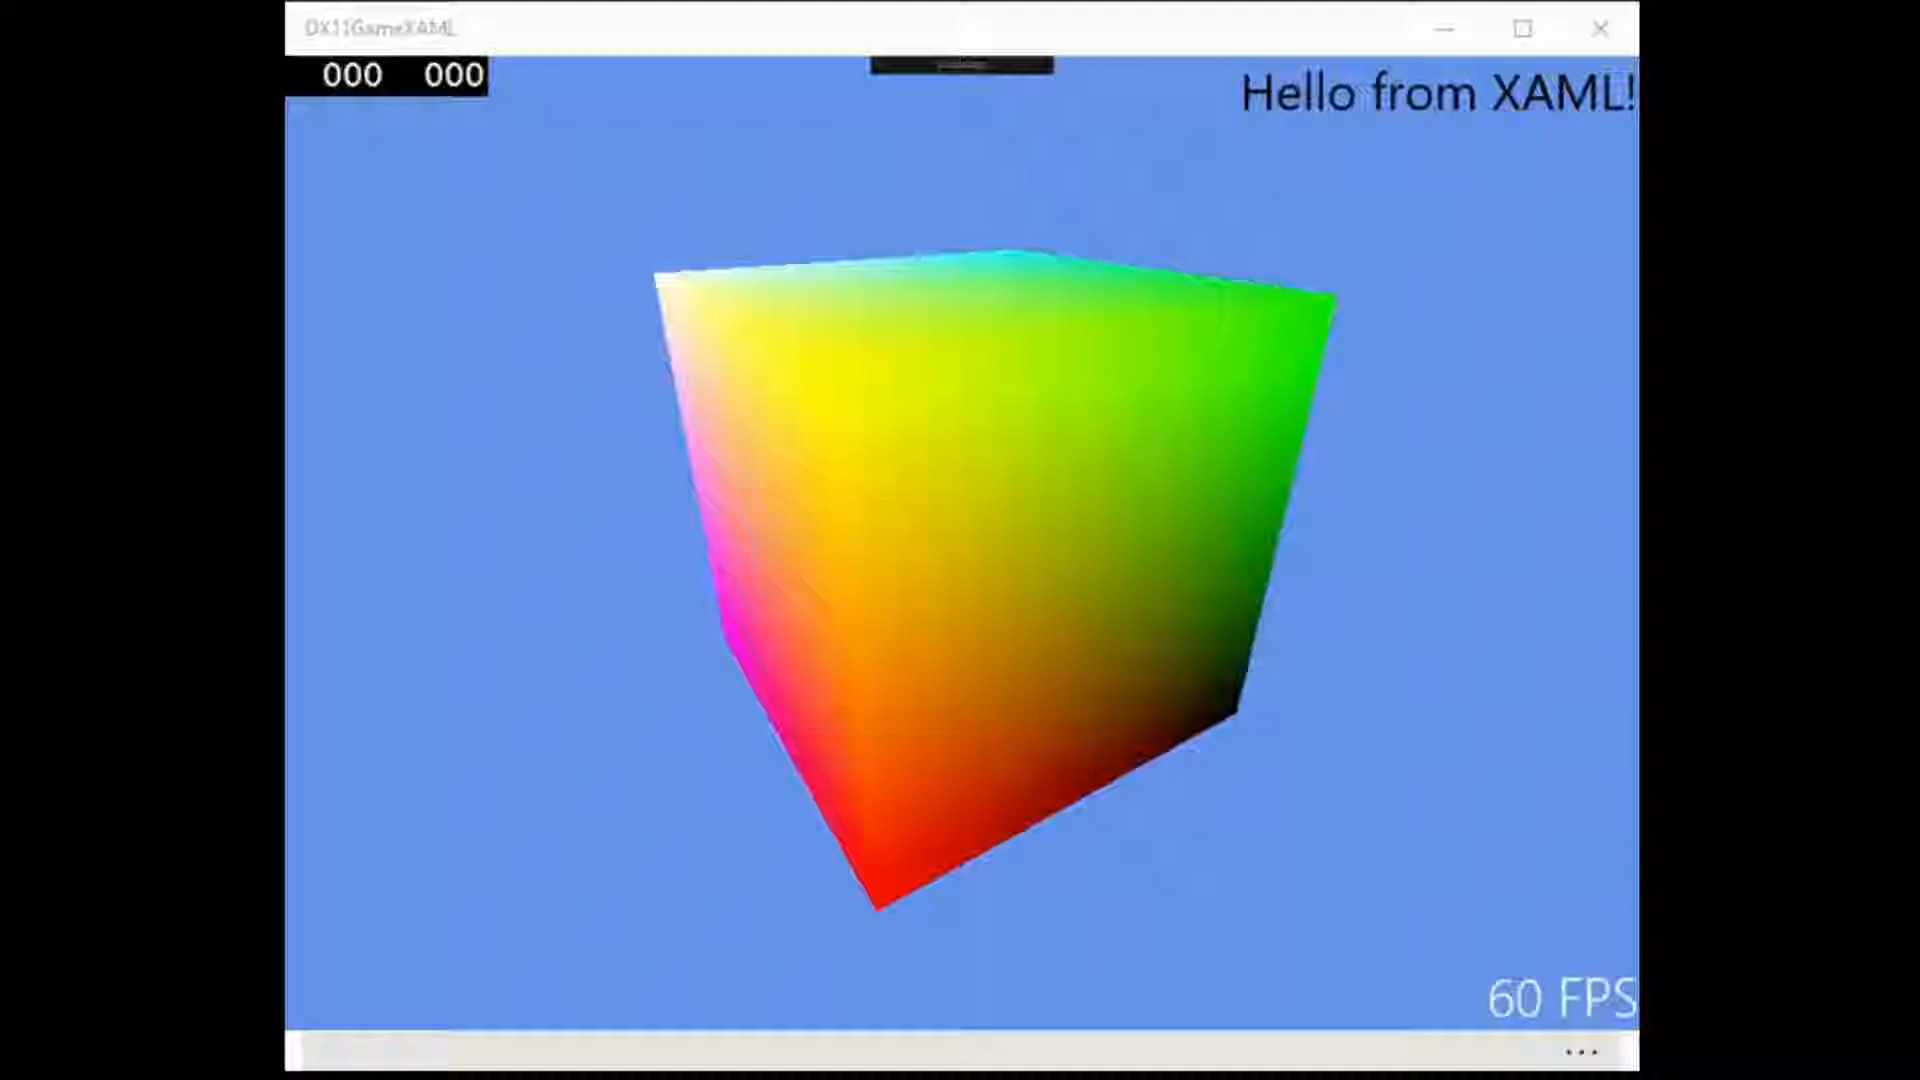 DX11GameXAML
000 000
Hello from XAML!
60 FPS
...